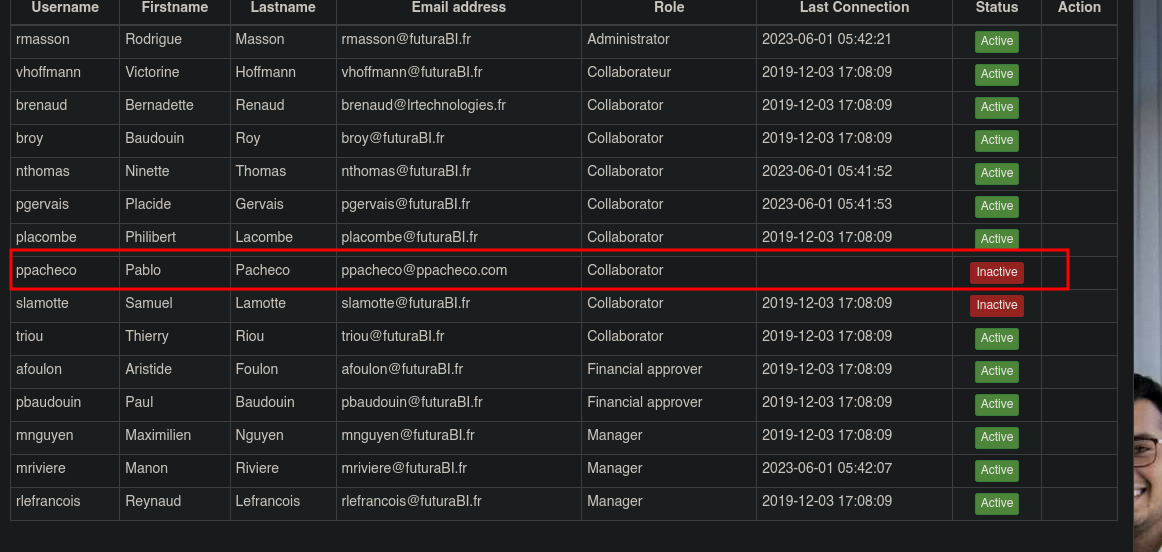 Username Firstname Lastname Email address Role Last Connection Status Action
rmasson Rodrigue Masson rmasson@futuraBI.fr Administrator 2023-06-01 05:42:21 Active
vhoffmann Victorine Hoffmann vhoffmann@futuraBI.fr Collaborateur 2019-12-03 17:08:09 Active
brenaud Bernadette Renaud brenaud@lrtechnologies.fr Collaborator 2019-12-03 17:08:09 Active
broy Baudouin Roy broy@futuraBI.fr Collaborator 2019-12-03 17:08:09 Active
nthomas Ninette Thomas nthomas@futuraBI.fr Collaborator 2023-06-01 05:41:52 Active
pgervais Placide Gervais pgervais@futuraBI.fr Collaborator 2023-06-01 05:41:53 Active
placombe Philibert Lacombe placombe@futuraBI.fr Collaborator 2019-12-03 17:08:09 Active
ppacheco Pablo Pacheco ppacheco@ppacheco.com Collaborator Inactive
slamotte Samuel Lamotte slamotte@futuraBI.fr Collaborator 2019-12-03 17:08:09 Inactive
triou Thierry Riou triou@futuraBI.fr Collaborator 2019-12-03 17:08:09 Active
afoulon Aristide Foulon afoulon@futuraBI.fr Financial approver 2019-12-03 17:08:09 Active
pbaudouin Paul Baudouin pbaudouin@futuraBI.fr Financial approver 2019-12-03 17:08:09 Active
mnguyen Maximilien Nguyen mnguyen@futuraBI.fr Manager 2019-12-03 17:08:09 Active
mriviere Manon Riviere mriviere@futuraBI.fr Manager 2023-06-01 05:42:07 Active
rlefrancois Reynaud Lefrancois rlefrancois@futuraBI.fr Manager 2019-12-03 17:08:09 Active